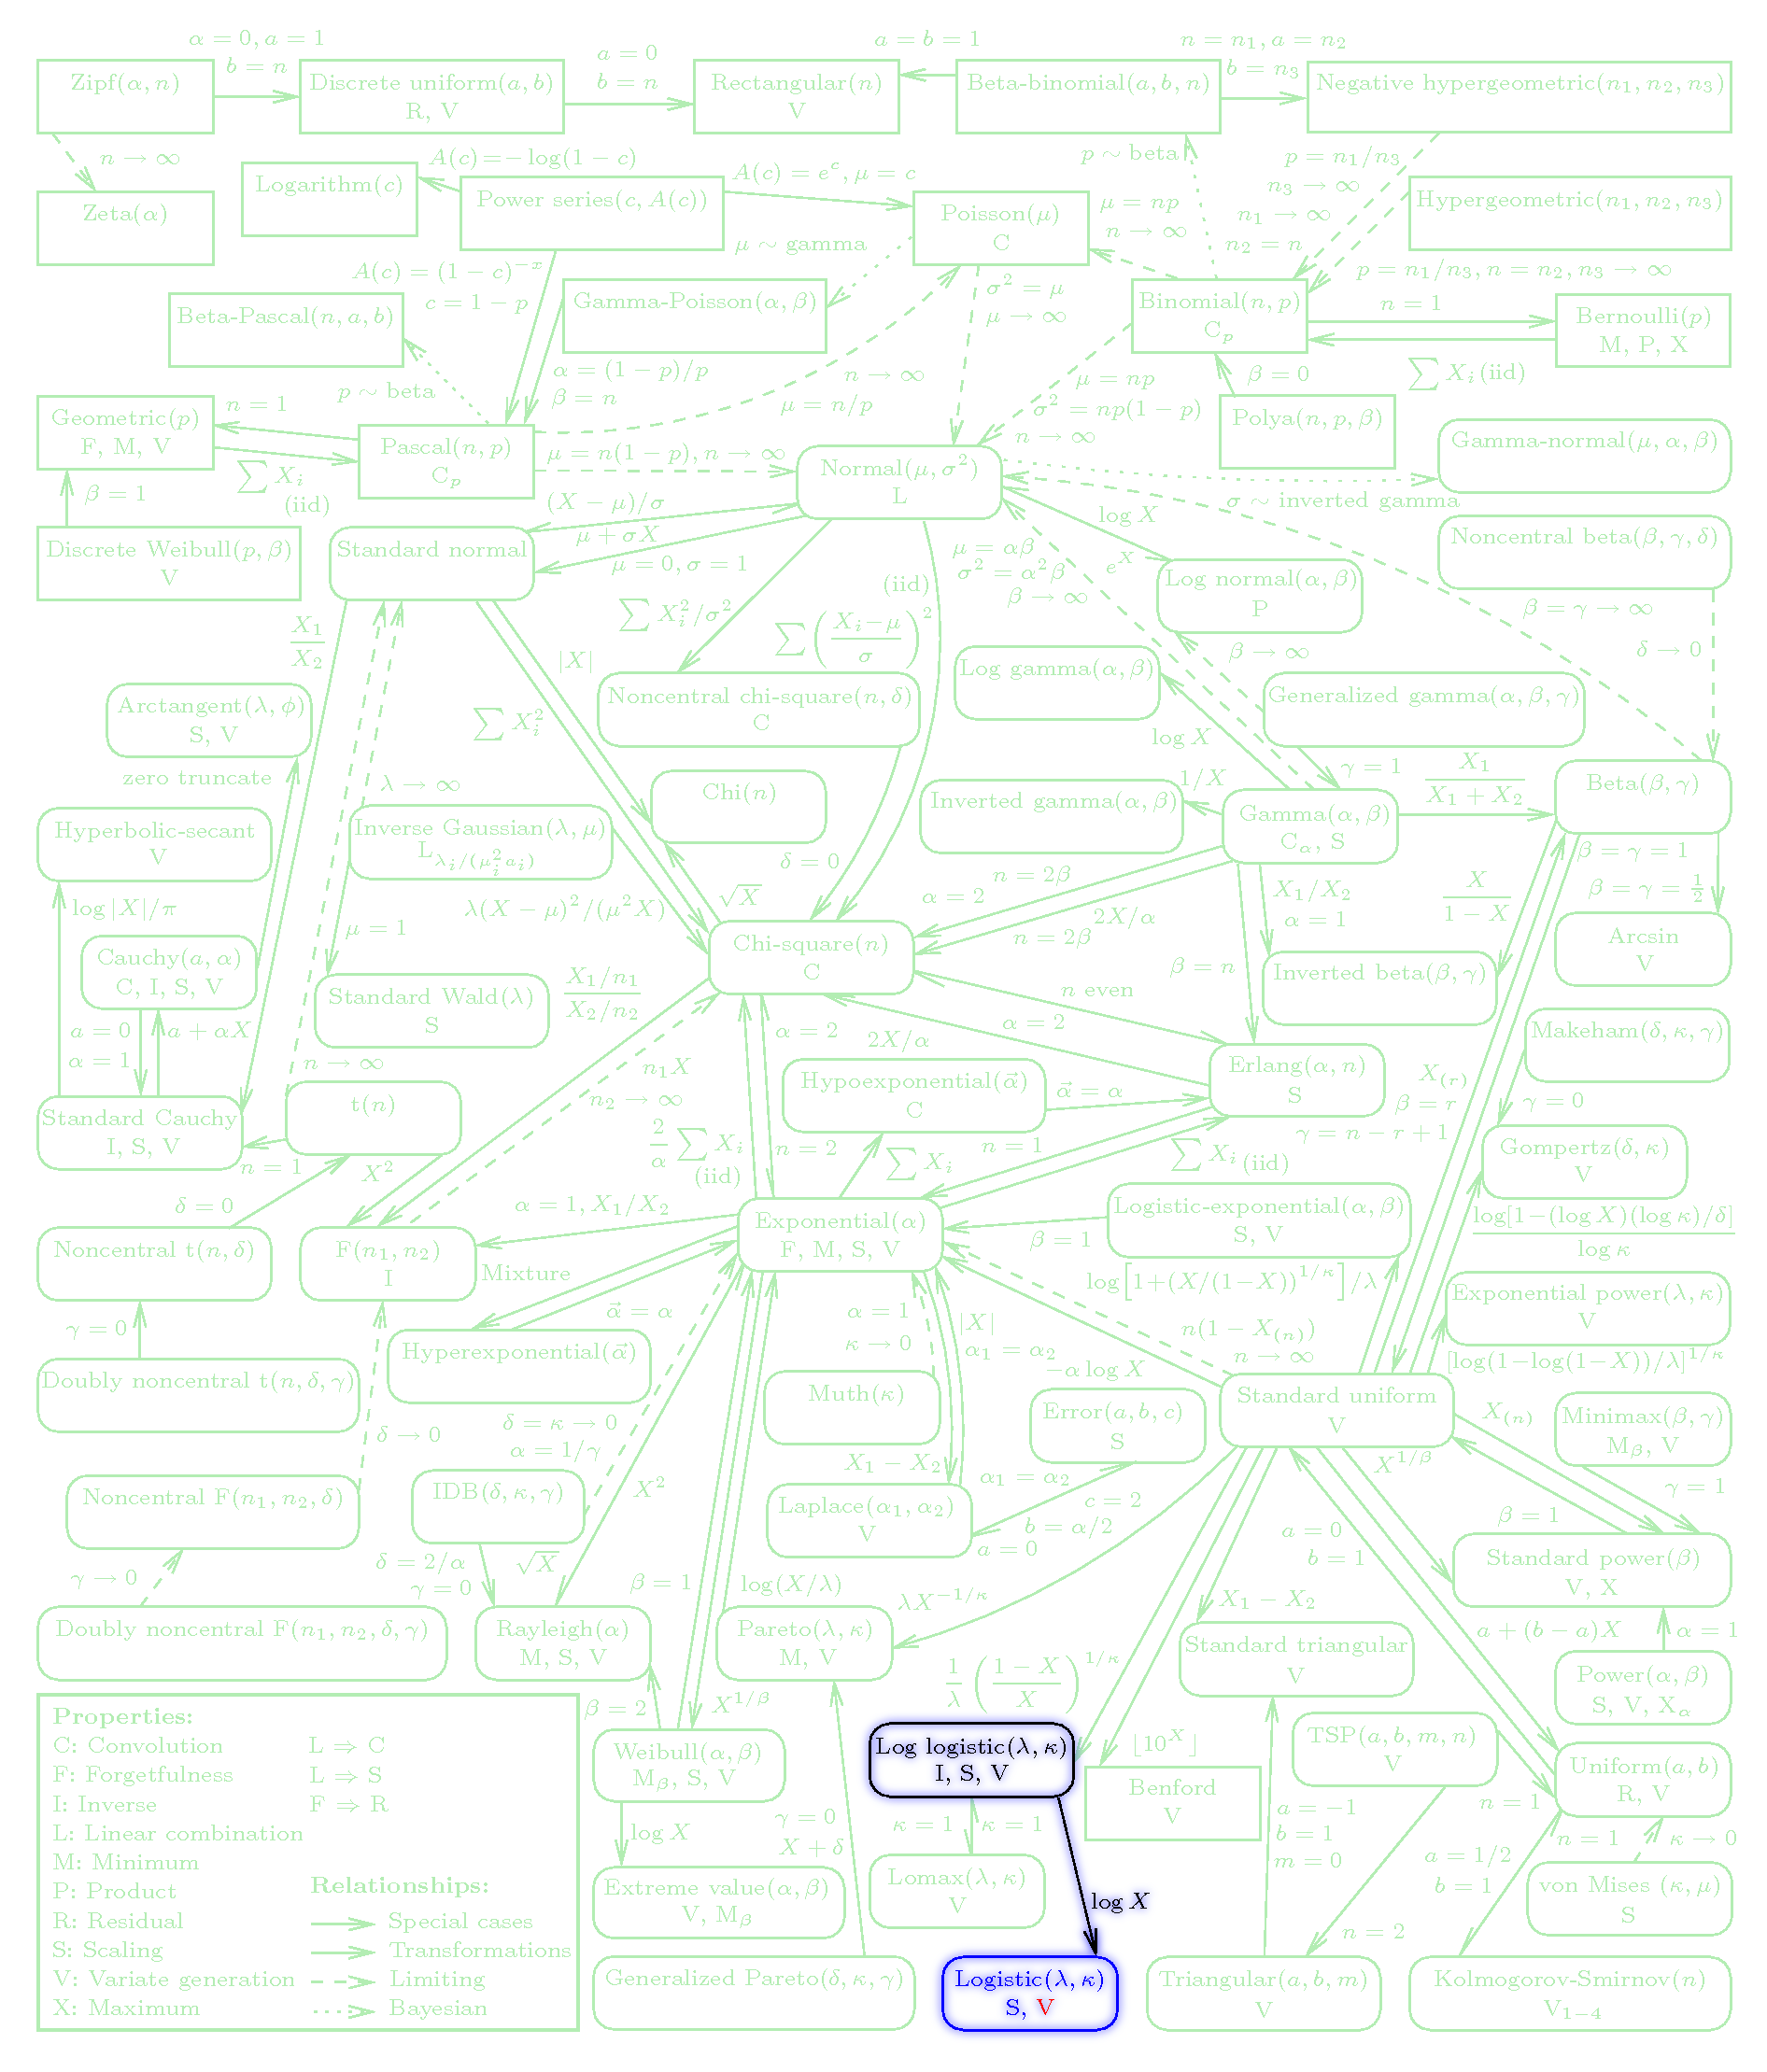 α = 0, a = 1
b = n
a = 0
b = n
a = b = 1
n = n₁, a = n₂
b = n₃
Zipf(α, n)
Discrete uniform(a, b)
R, V
Rectangular(n)
V
Beta-binomial(a, b, n)
Negative hypergeometric(n₁, n₂, n₃)
n → ∞
A(c) = − log(1 − c)
A(c) = eᶜ, μ = c
p ∼ beta
p = n₁/n₃
n₃ → ∞
Zeta(α)
Logarithm(c)
Power series(c, A(c))
Poisson(μ)
C
μ = np
n → ∞
n₁ → ∞
n₂ = n
Hypergeometric(n₁, n₂, n₃)
μ ∼ gamma
A(c) = (1 − c)⁻ˣ
c = 1 − p
σ² = μ
μ → ∞
p = n₁/n₃, n = n₂, n₃ → ∞
Beta-Pascal(n, a, b)
Gamma-Poisson(α, β)
Binomial(n, p)
Cₚ
n = 1
Bernoulli(p)
M, P, X
∑ Xᵢ (iid)
p ∼ beta
α = (1 − p)/p
β = n
n → ∞
μ = n/p
μ = np
σ² = np(1 − p)
n → ∞
β = 0
Polya(n, p, β)
Geometric(p)
F, M, V
n = 1
∑ Xᵢ
(iid)
Pascal(n, p)
Cₚ
μ = n(1 − p), n → ∞
Normal(μ, σ²)
L
Gamma-normal(μ, α, β)
σ ∼ inverted gamma
β = 1
(X − μ)/σ
μ + σX
μ = 0, σ = 1
log X
Discrete Weibull(p, β)
V
Standard normal
μ = αβ
σ² = α²β
β → ∞
eˣ
Log normal(α, β)
P
Noncentral beta(β, γ, δ)
β = γ → ∞
δ → 0
X₁
X₂
|X|
∑ Xᵢ²/σ²
(iid)
∑ ((Xᵢ−μ)/σ)²
β → ∞
Log gamma(α, β)
Generalized gamma(α, β, γ)
Noncentral chi-square(n, δ)
C
Arctangent(λ, φ)
S, V
∑ Xᵢ²
log X
zero truncate
λ → ∞
Chi(n)
1/X
γ = 1
X₁
X₁ + X₂
Beta(β, γ)
Hyperbolic-secant
V
Inverse Gaussian(λ, μ)
L λᵢ/(μᵢ²aᵢ)
Inverted gamma(α, β)
Gamma(α, β)
C_α, S
δ = 0
β = γ = 1
β = γ = ½
log |X|/π
λ(X − μ)²/(μ²X)
μ = 1
√X
α = 2
n = 2β
2X/α
n = 2β
X₁/X₂
α = 1
X
1 − X
Arcsin
V
Cauchy(a, α)
C, I, S, V
Chi-square(n)
C
β = n
Inverted beta(β, γ)
Standard Wald(λ)
S
X₁/n₁
X₂/n₂
n even
α = 2
a = 0
α = 1
a + αX
α = 2
Makeham(δ, κ, γ)
n → ∞
n₁X
n₂ → ∞
2X/α
Hypoexponential(α⃗)
C
α⃗ = α
Erlang(α, n)
S
X₍ᵣ₎
β = r
γ = n − r + 1
γ = 0
Standard Cauchy
I, S, V
t(n)
n = 1
X²
2/α ∑ Xᵢ
(iid)
n = 2
∑ Xᵢ
n = 1
∑ Xᵢ (iid)
Gompertz(δ, κ)
V
δ = 0
α = 1, X₁/X₂
Exponential(α)
F, M, S, V
Logistic-exponential(α, β)
S, V
β = 1
log[1−(log X)(log κ)/δ]
log κ
Noncentral t(n, δ)
F(n₁, n₂)
I
Mixture
α⃗ = α
log[1+(X/(1−X))^1/κ]/λ
Exponential power(λ, κ)
V
γ = 0
Hyperexponential(α⃗)
α = 1
κ → 0
|X|
α₁ = α₂
n(1 − X₍ₙ₎)
n → ∞
−α log X
[log(1−log(1−X))/λ]^1/κ
Doubly noncentral t(n, δ, γ)
Muth(κ)
Error(a, b, c)
S
Standard uniform
V
X₍ₙ₎
Minimax(β, γ)
M_β, V
δ → 0
δ = κ → 0
α = 1/γ
X₁ − X₂
α₁ = α₂
c = 2
b = α/2
a = 0
X^1/β
γ = 1
β = 1
Noncentral F(n₁, n₂, δ)
IDB(δ, κ, γ)
X²
Laplace(α₁, α₂)
V
a = 0
b = 1
Standard power(β)
V, X
γ → 0
δ = 2/α
γ = 0
√X
β = 1
log(X/λ)
λX^−1/κ
X₁ − X₂
a + (b − a)X
α = 1
Doubly noncentral F(n₁, n₂, δ, γ)
Rayleigh(α)
M, S, V
Pareto(λ, κ)
M, V
1/λ ((1 − X)/X)^1/κ
Standard triangular
V
Power(α, β)
S, V, X_α
β = 2
X^1/β
Weibull(α, β)
M_β, S, V
Log logistic(λ, κ)
I, S, V
⌊10ˣ⌋
Benford
V
TSP(a, b, m, n)
V
Uniform(a, b)
R, V
log X
γ = 0
X + δ
κ = 1
κ = 1
a = −1
b = 1
m = 0
n = 1
a = 1/2
b = 1
n = 1
κ → 0
Extreme value(α, β)
V, M_β
Lomax(λ, κ)
V
log X
n = 2
von Mises (κ, μ)
S
Generalized Pareto(δ, κ, γ)
Logistic(λ, κ)
S, V
Triangular(a, b, m)
V
Kolmogorov-Smirnov(n)
V₁₋₄
Properties:
C: Convolution
F: Forgetfulness
I: Inverse
L: Linear combination
M: Minimum
P: Product
R: Residual
S: Scaling
V: Variate generation
X: Maximum
L ⇒ C
L ⇒ S
F ⇒ R
Relationships:
Special cases
Transformations
Limiting
Bayesian